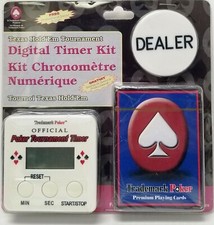 Texas Hold'Em Tournament
Digital Timer Kit
Kit Chronomètre
Numérique
Tournoi Texas Hold'Em
DEALER
Trademark Poker
OFFICIAL
Poker Tournament Timer
RESET
MIN SEC START/STOP
Trademark Poker
Premium Playing Cards